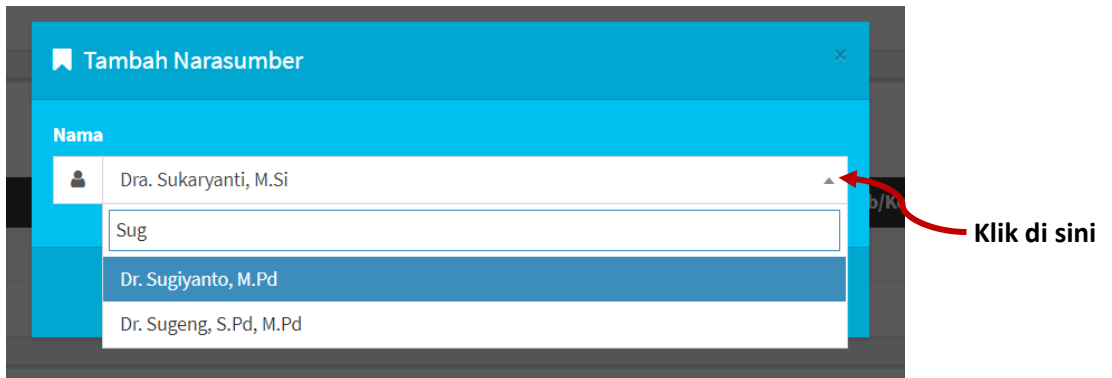 Tambah Narasumber
×
Nama
Dra. Sukaryanti, M.Si
b/K
Klik di sini
Sug
Dr. Sugiyanto, M.Pd
Dr. Sugeng, S.Pd, M.Pd